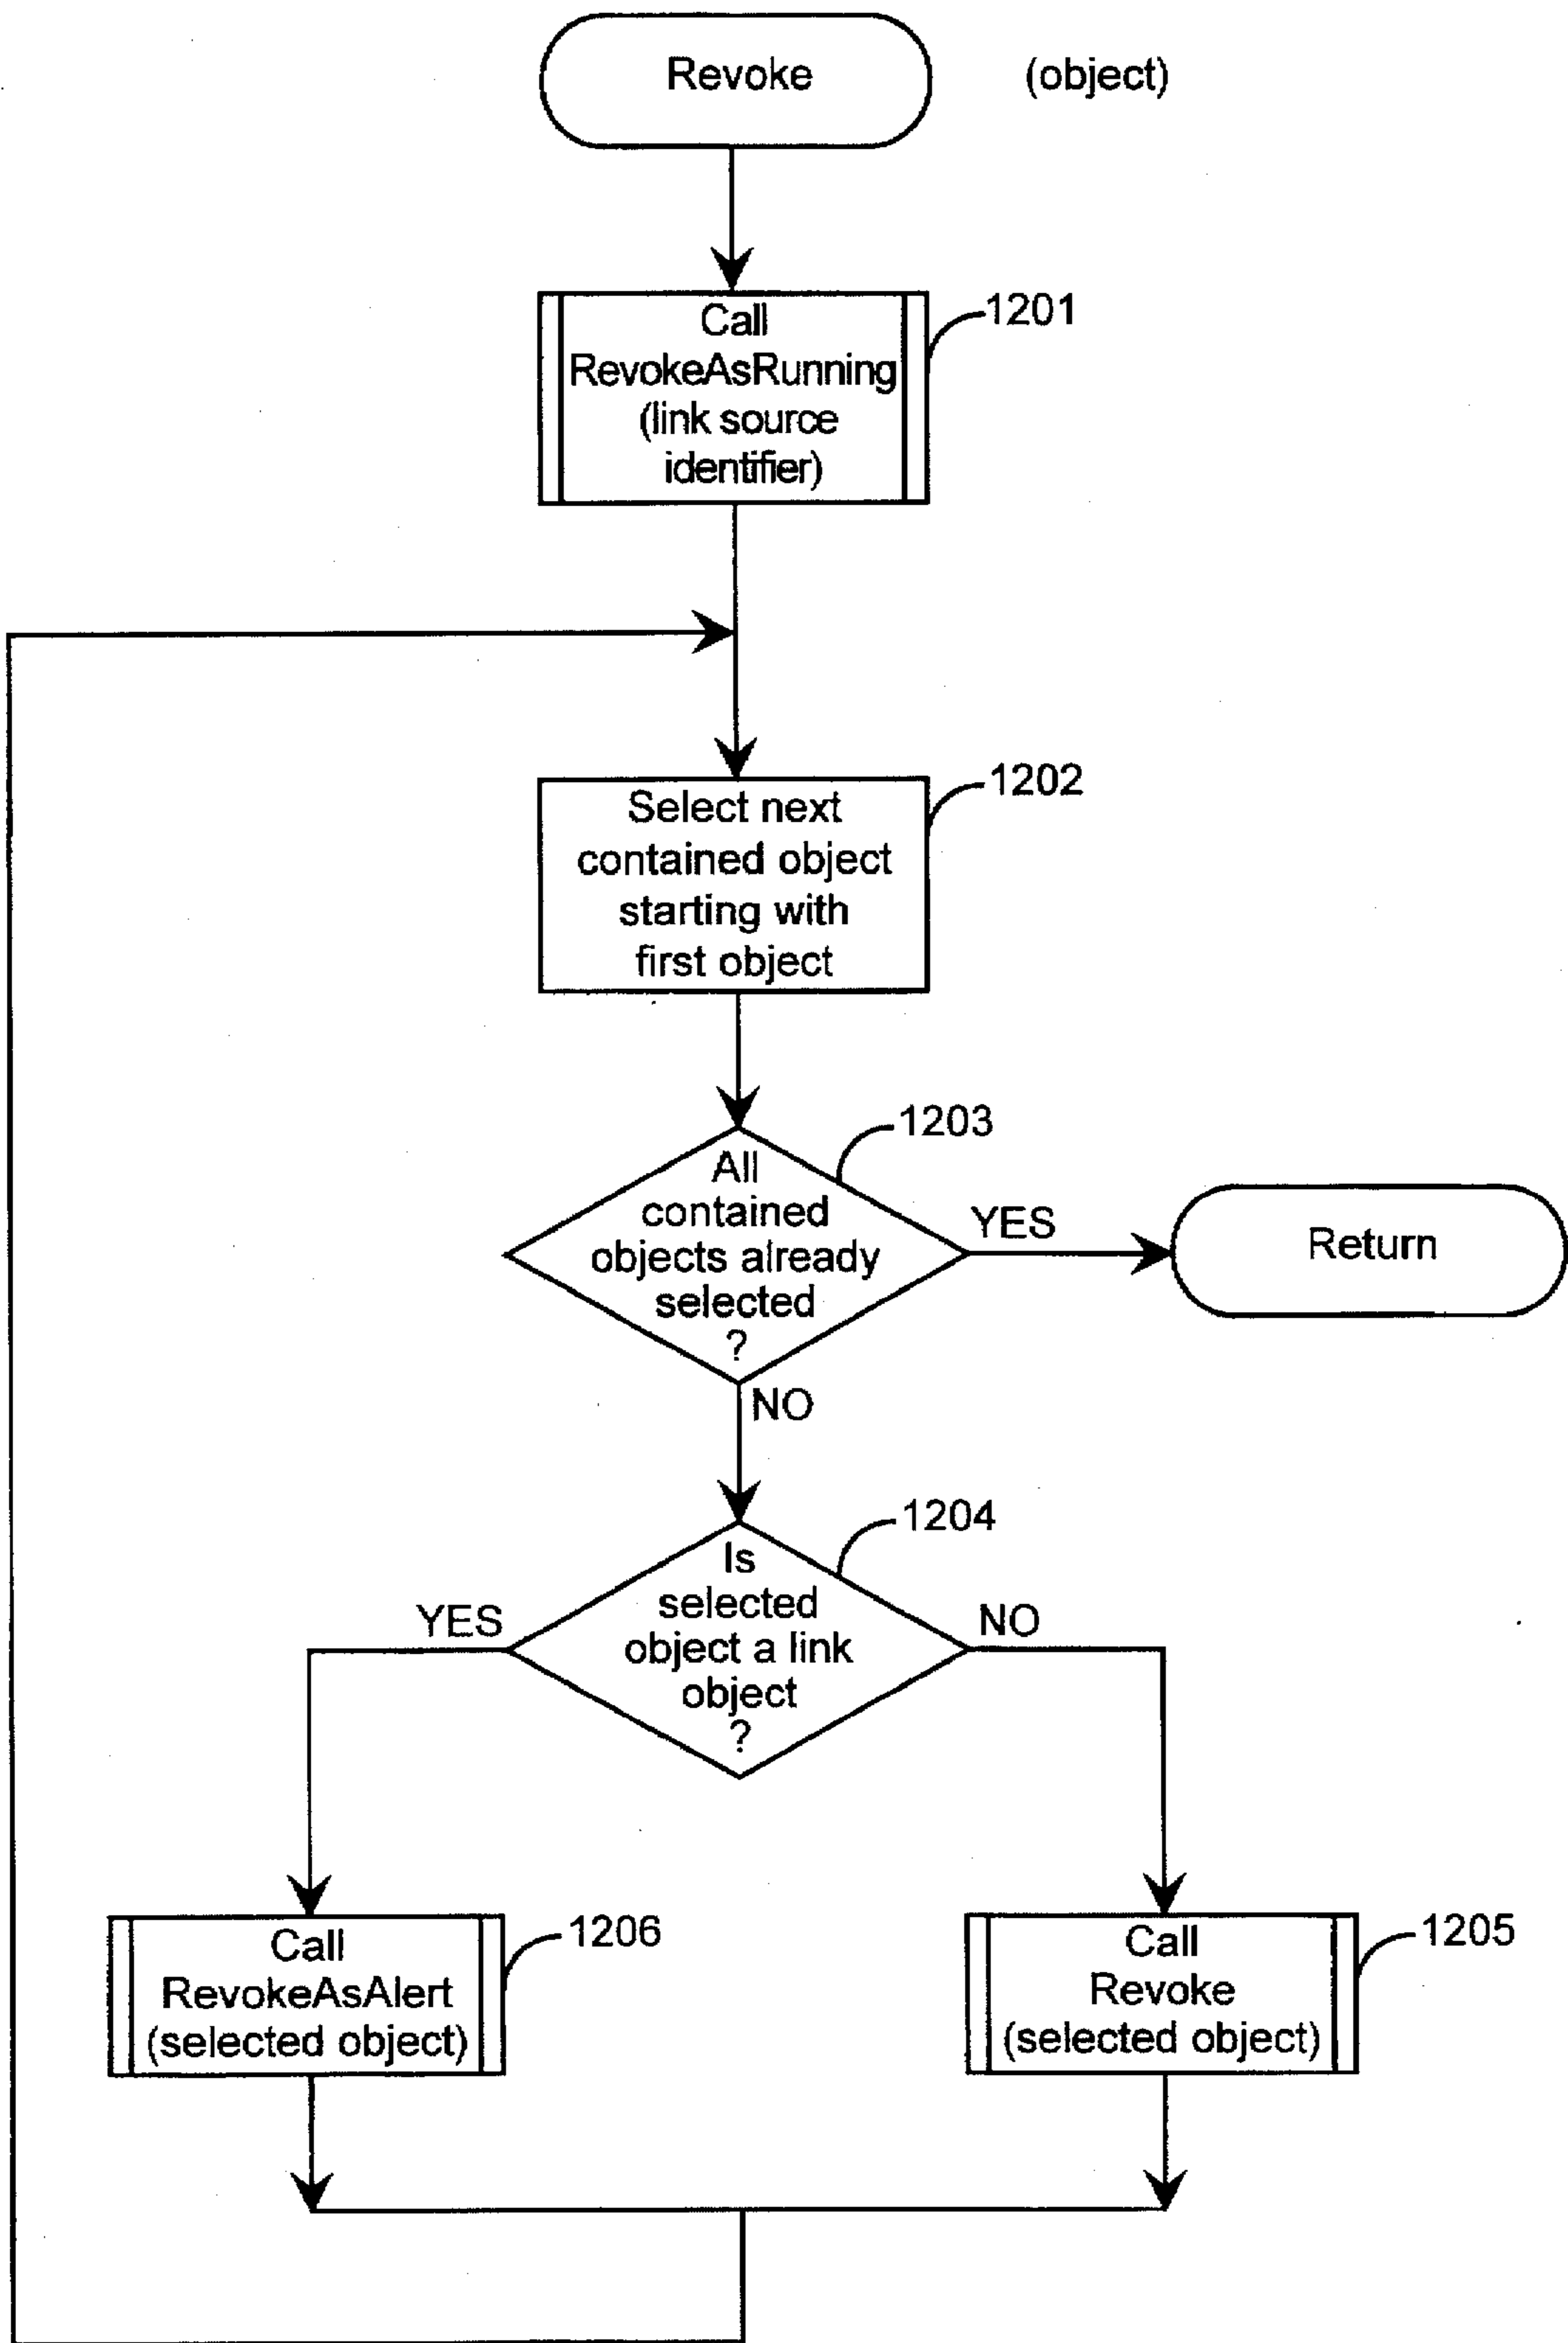 Revoke
(object)
Call
RevokeAsRunning
(link source
identifier)
1201
Select next
contained object
starting with
first object
1202
All
contained
objects already
selected
?
1203
YES
Return
NO
Is
selected
object a link
object
?
1204
YES
NO
Call
RevokeAsAlert
(selected object)
1206
Call
Revoke
(selected object)
1205